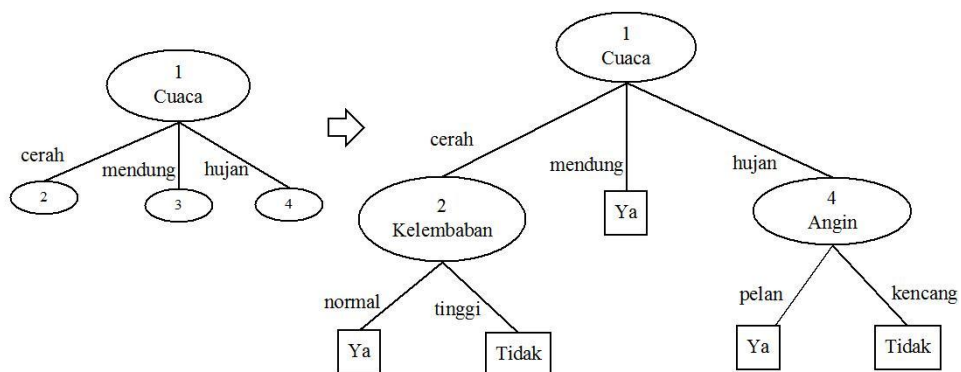 1
Cuaca
cerah
mendung
hujan
2
3
4
1
Cuaca
cerah
mendung
hujan
2
Kelembaban
Ya
4
Angin
normal
tinggi
pelan
kencang
Ya
Tidak
Ya
Tidak